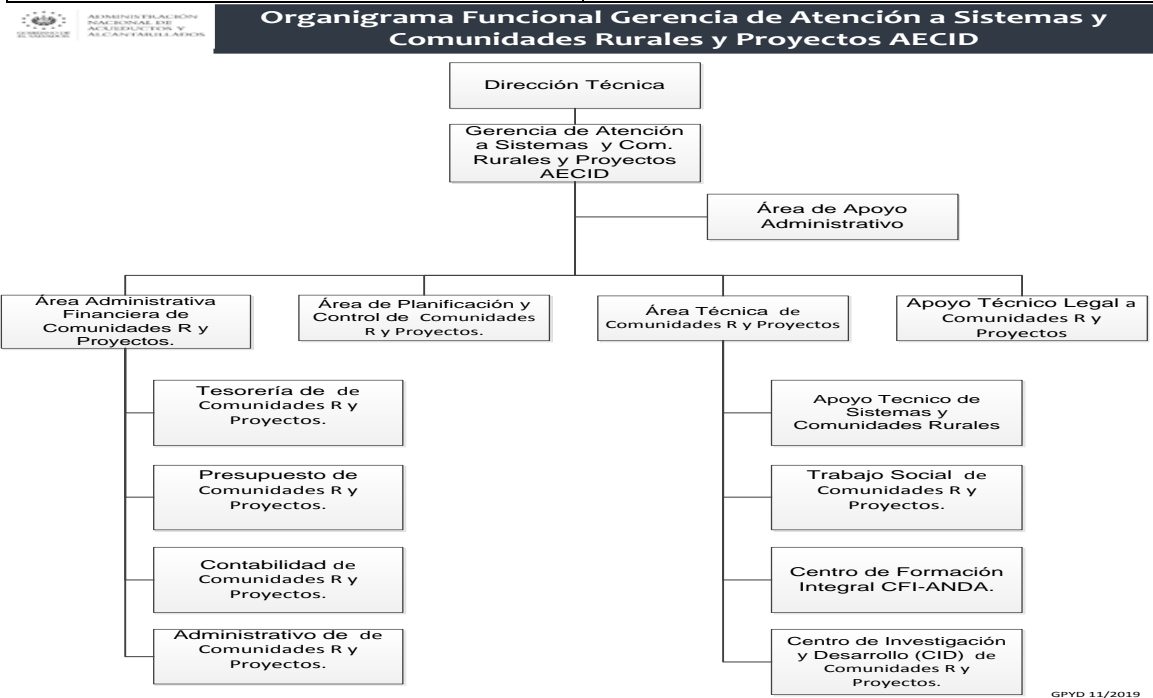 GOBIERNO DE
EL SALVADOR
ADMINISTRACIÓN
NACIONAL DE
ACUEDUCTOS Y
ALCANTARILLADOS
Organigrama Funcional Gerencia de Atención a Sistemas y
Comunidades Rurales y Proyectos AECID
Dirección Técnica
Gerencia de Atención
a Sistemas y Com.
Rurales y Proyectos
AECID
Área de Apoyo
Administrativo
Área Administrativa
Financiera de
Comunidades R y
Proyectos.
Área de Planificación y
Control de Comunidades
R y Proyectos.
Área Técnica de
Comunidades R y Proyectos
Apoyo Técnico Legal a
Comunidades R y
Proyectos
Tesorería de de
Comunidades R y
Proyectos.
Presupuesto de
Comunidades R y
Proyectos.
Contabilidad de
Comunidades R y
Proyectos.
Administrativo de de
Comunidades R y
Proyectos.
Apoyo Tecnico de
Sistemas y
Comunidades Rurales
Trabajo Social de
Comunidades R y
Proyectos.
Centro de Formación
Integral CFI-ANDA.
Centro de Investigación
y Desarrollo (CID) de
Comunidades R y
Proyectos.
GPYD 11/2019